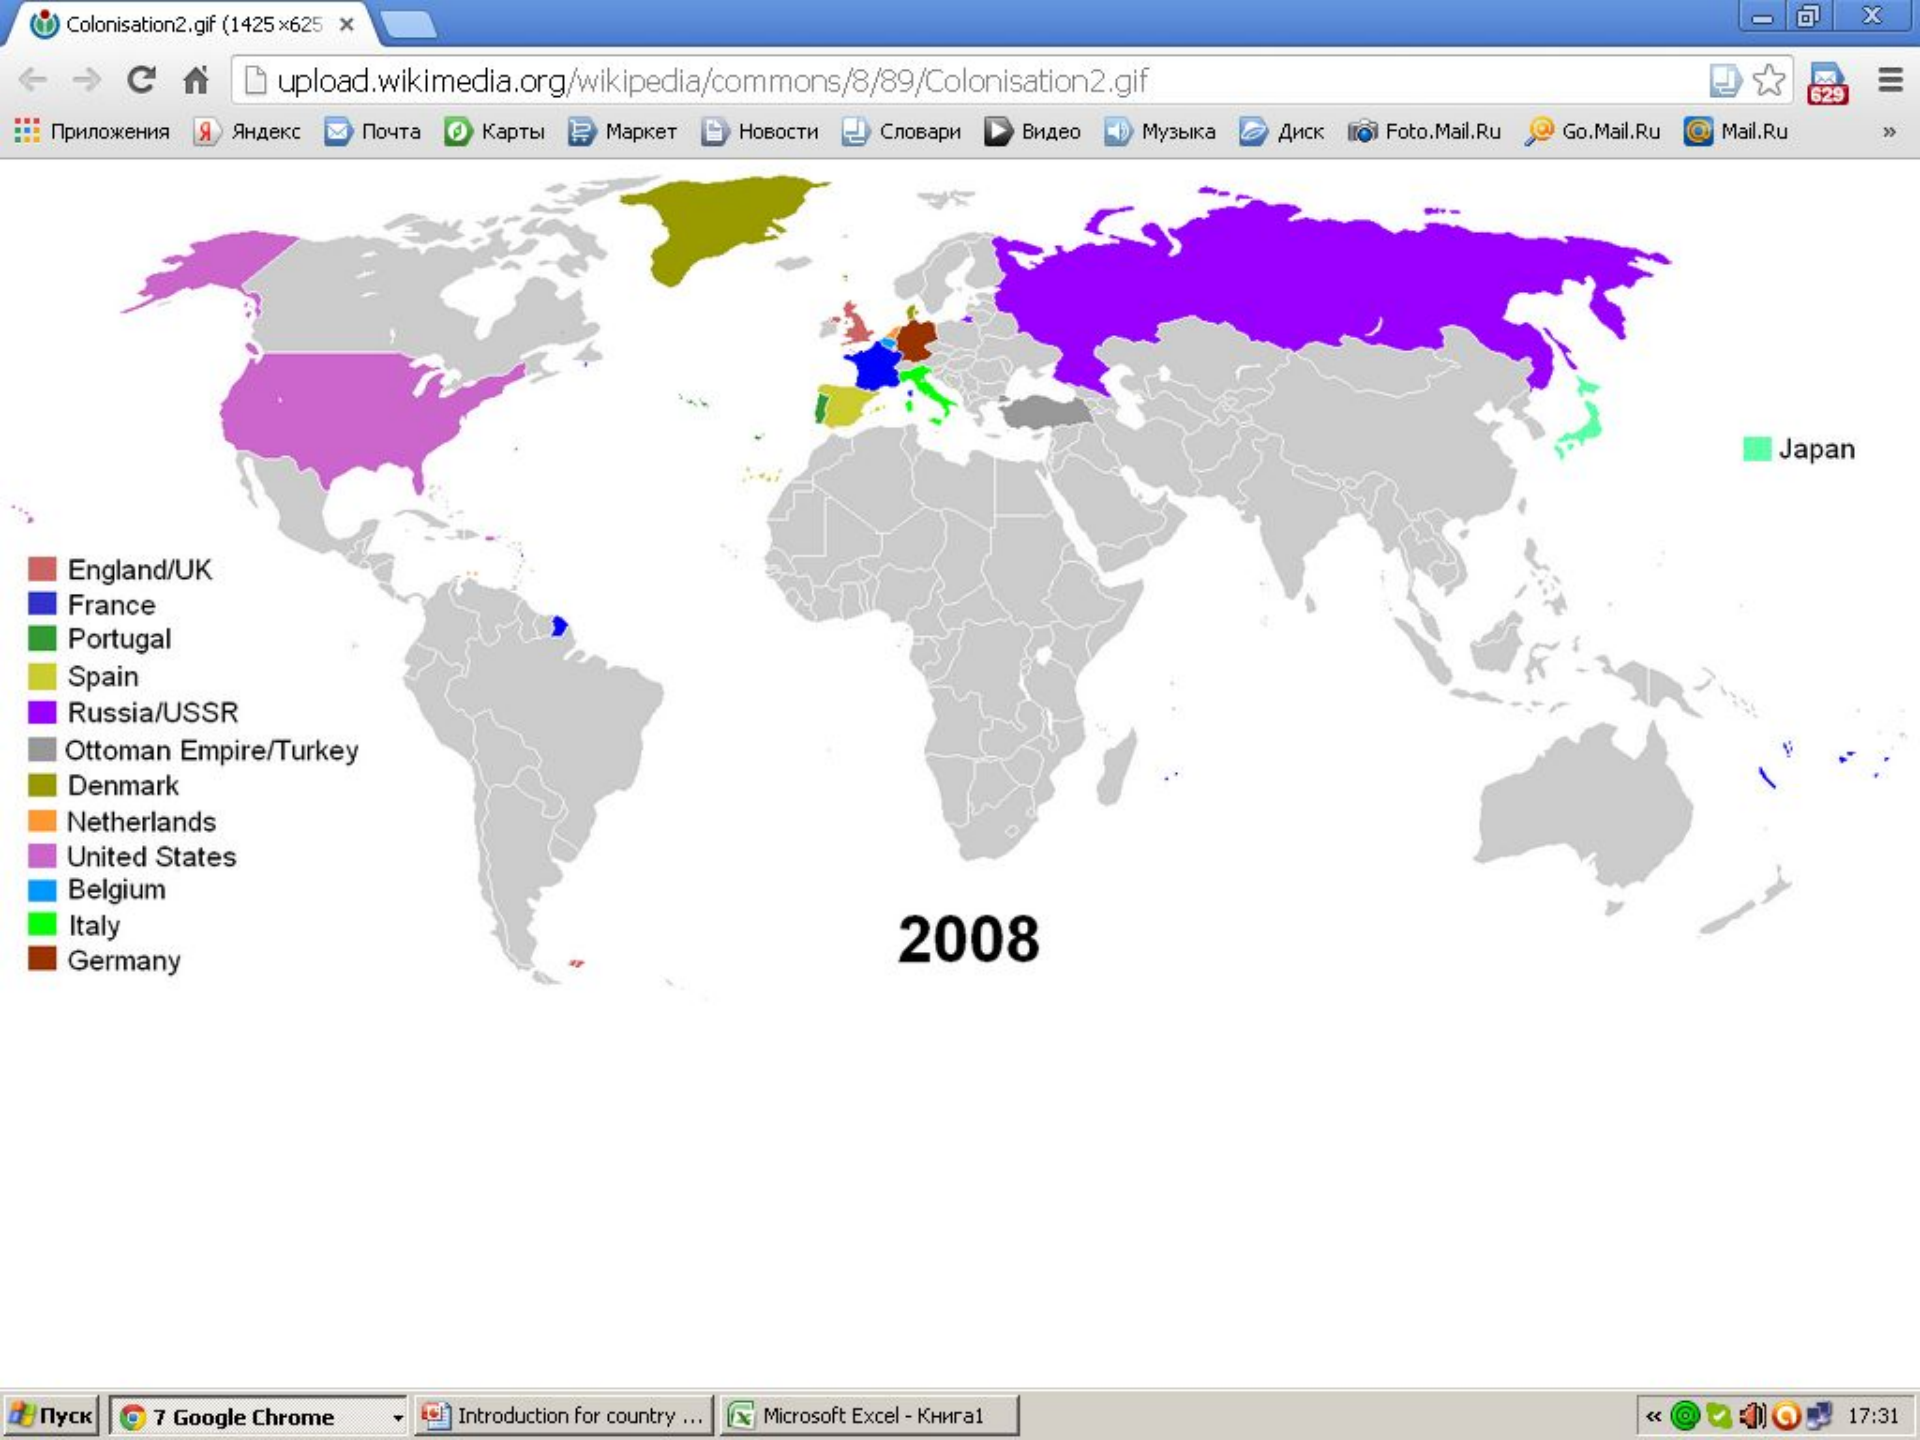 Colonisation2.gif (1425×625
upload.wikimedia.org/wikipedia/commons/8/89/Colonisation2.gif
629
Приложения Яндекс Почта Карты Маркет Новости Словари Видео Музыка Диск Foto.Mail.Ru Go.Mail.Ru Mail.Ru »
Japan
England/UK
France
Portugal
Spain
Russia/USSR
Ottoman Empire/Turkey
Denmark
Netherlands
United States
Belgium
Italy
Germany
2008
Пуск 7 Google Chrome Introduction for country ... Microsoft Excel - Книга1 « 17:31